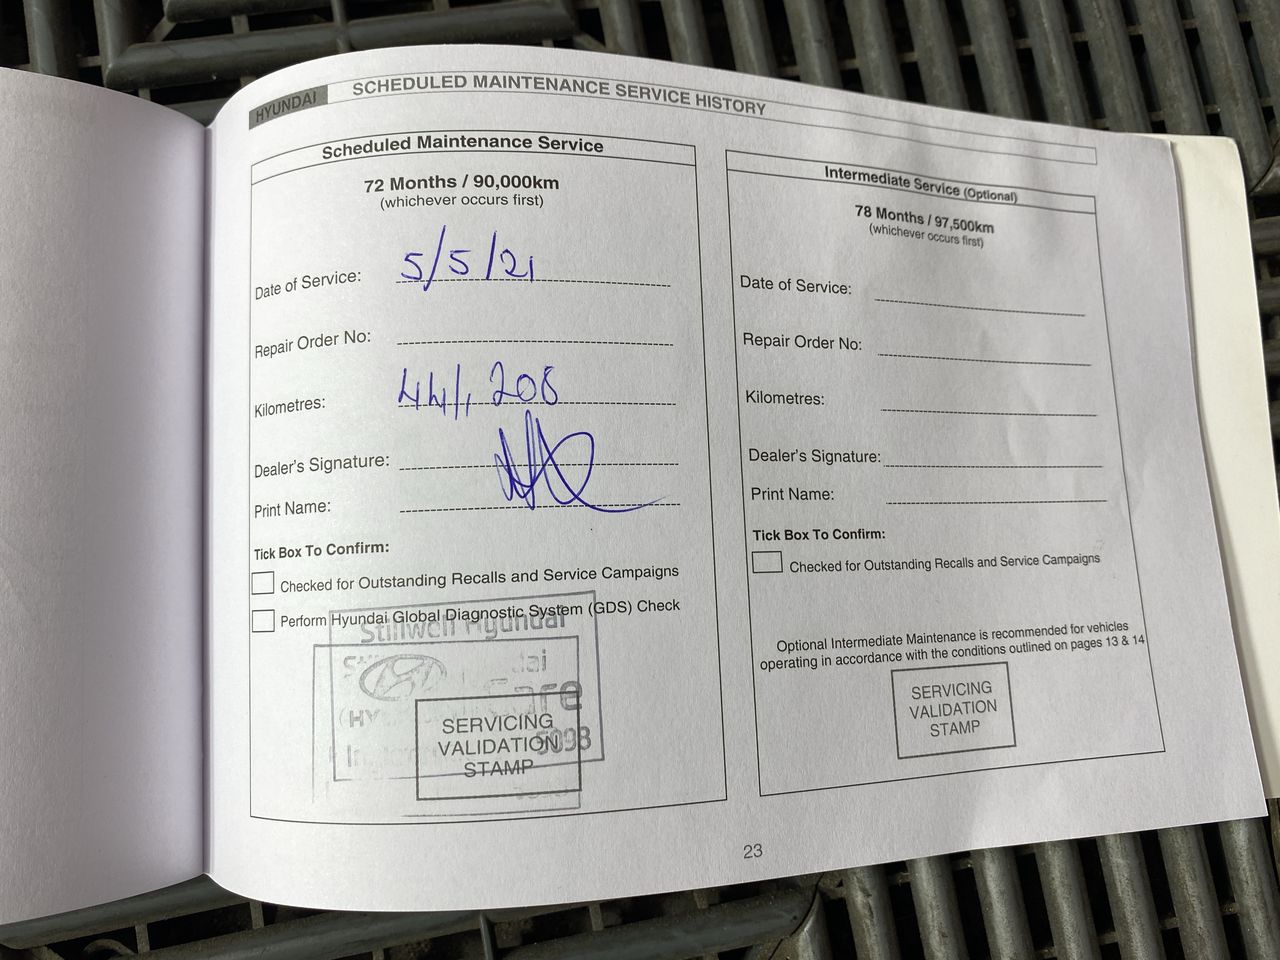 HYUNDAI SCHEDULED MAINTENANCE SERVICE HISTORY
Scheduled Maintenance Service
72 Months / 90,000km
(whichever occurs first)
Date of Service: 5/5/21
Repair Order No:
Kilometres: 44, 208
Dealer's Signature:
Print Name:
Tick Box To Confirm:
Checked for Outstanding Recalls and Service Campaigns
Perform Hyundai Global Diagnostic System (GDS) Check
Stillwell Hyundai
SERVICING
VALIDATION
STAMP
5093
Intermediate Service (Optional)
78 Months / 97,500km
(whichever occurs first)
Date of Service:
Repair Order No:
Kilometres:
Dealer's Signature:
Print Name:
Tick Box To Confirm:
Checked for Outstanding Recalls and Service Campaigns
Optional Intermediate Maintenance is recommended for vehicles
operating in accordance with the conditions outlined on pages 13 & 14
SERVICING
VALIDATION
STAMP
23